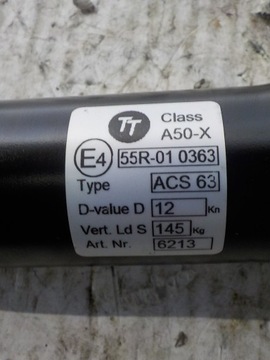 TT
Class
A50-X
E4 55R-01 0363
Type ACS 63
D-value D 12 Kn
Vert. Ld S 145 Kg
Art. Nr. 6213